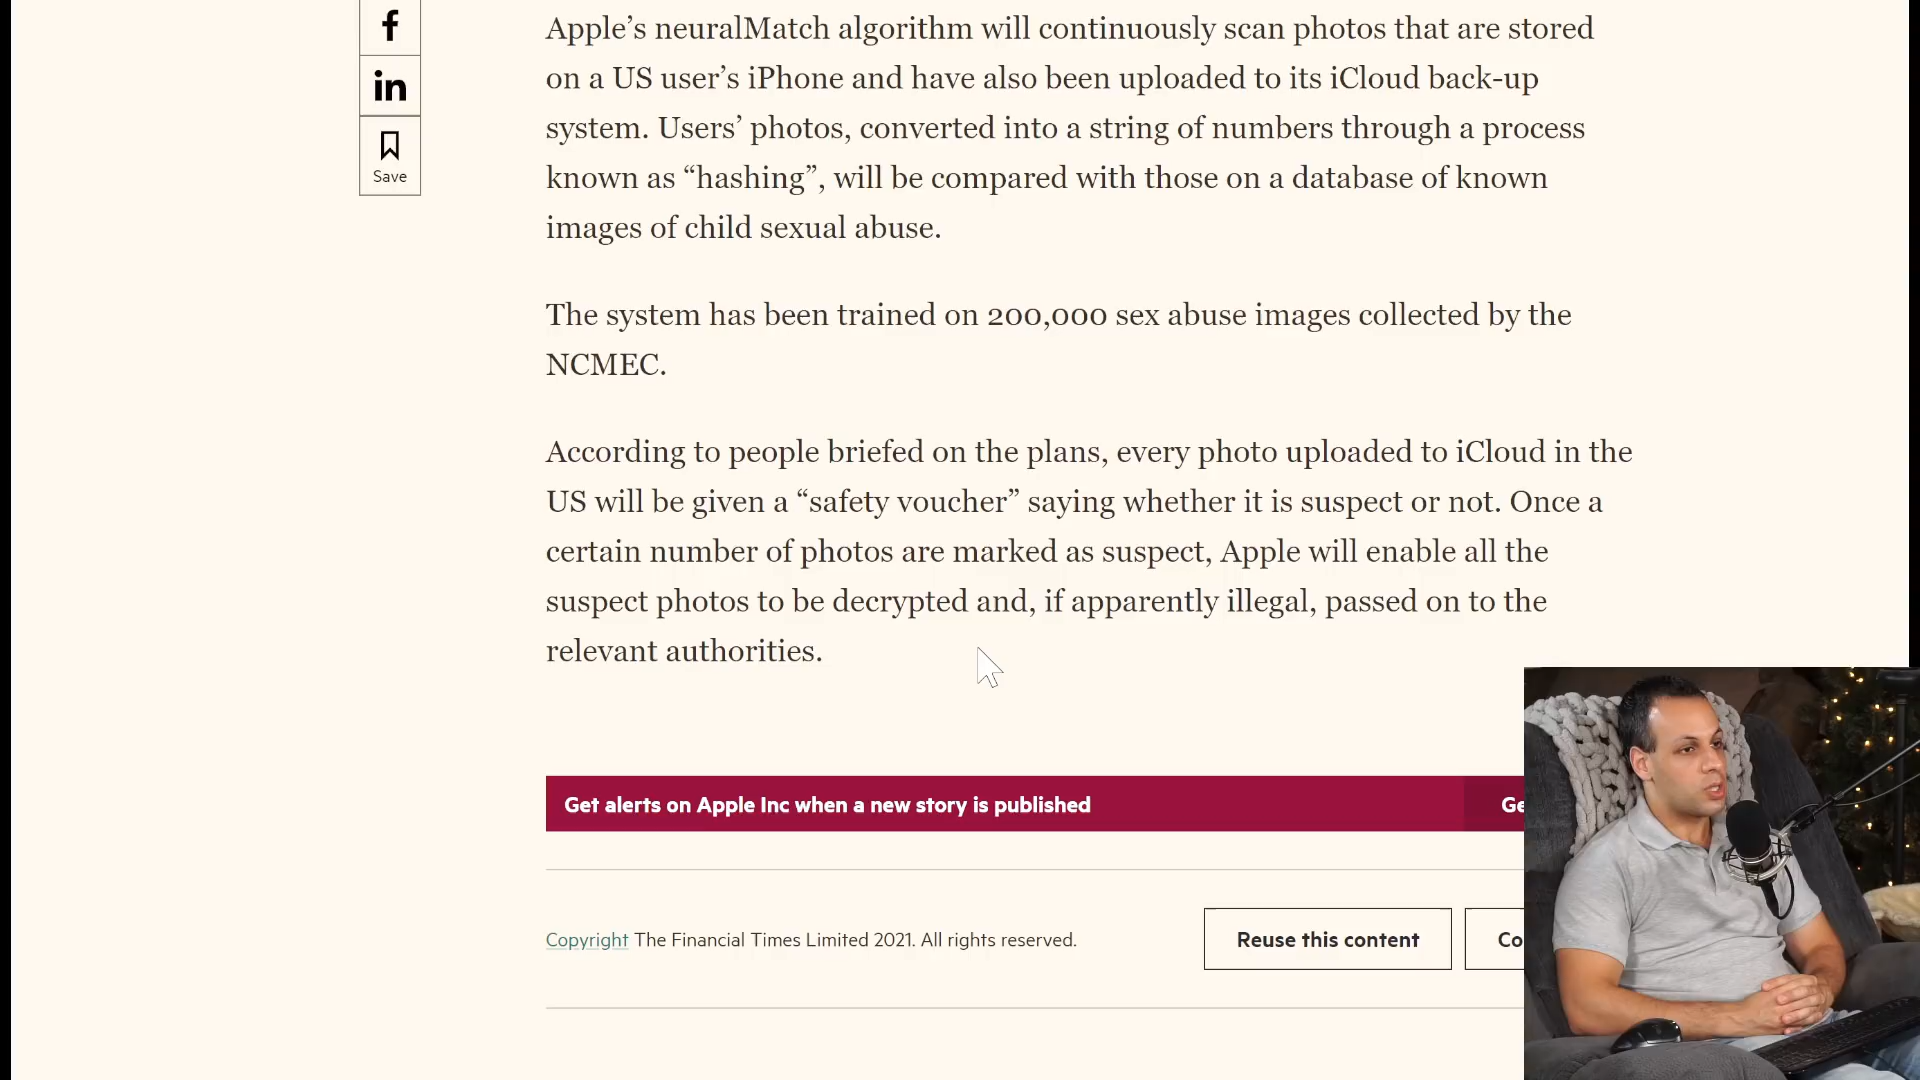 Save
Apple’s neuralMatch algorithm will continuously scan photos that are stored
on a US user’s iPhone and have also been uploaded to its iCloud back-up
system. Users’ photos, converted into a string of numbers through a process
known as “hashing”, will be compared with those on a database of known
images of child sexual abuse.
The system has been trained on 200,000 sex abuse images collected by the
NCMEC.
According to people briefed on the plans, every photo uploaded to iCloud in the
US will be given a “safety voucher” saying whether it is suspect or not. Once a
certain number of photos are marked as suspect, Apple will enable all the
suspect photos to be decrypted and, if apparently illegal, passed on to the
relevant authorities.
Get alerts on Apple Inc when a new story is published
Copyright The Financial Times Limited 2021. All rights reserved.
Reuse this content